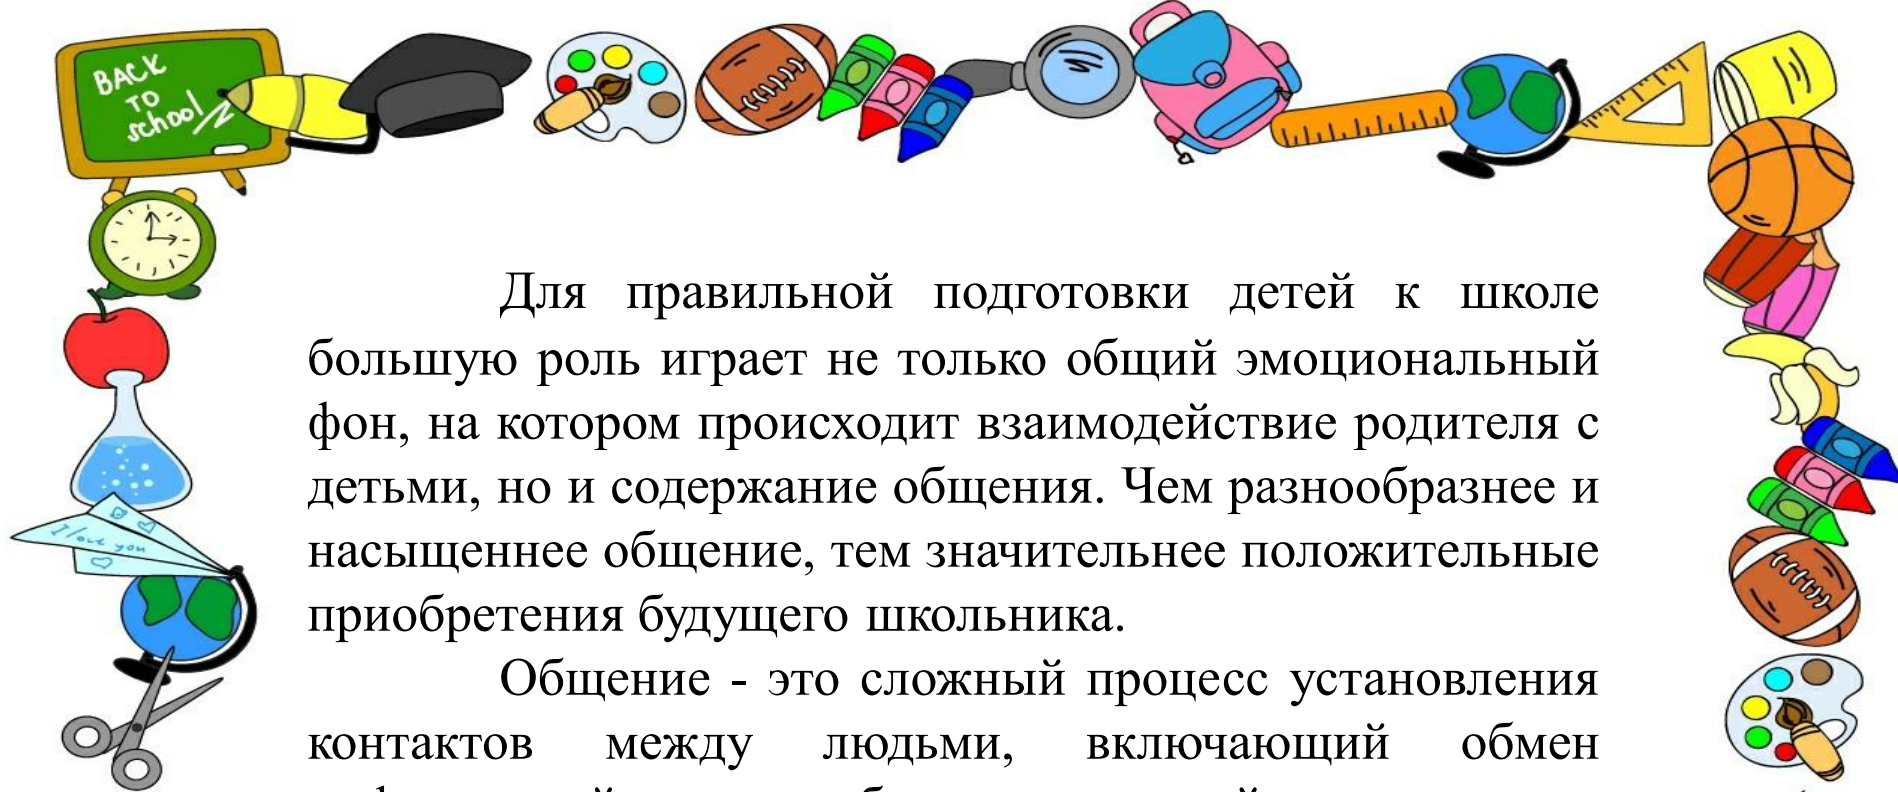 BACK
TO
school
Для правильной подготовки детей к школе
большую роль играет не только общий эмоциональный
фон, на котором происходит взаимодействие родителя с
детьми, но и содержание общения. Чем разнообразнее и
насыщеннее общение, тем значительнее положительные
приобретения будущего школьника.
I love you
Общение - это сложный процесс установления
контактов между людьми, включающий обмен